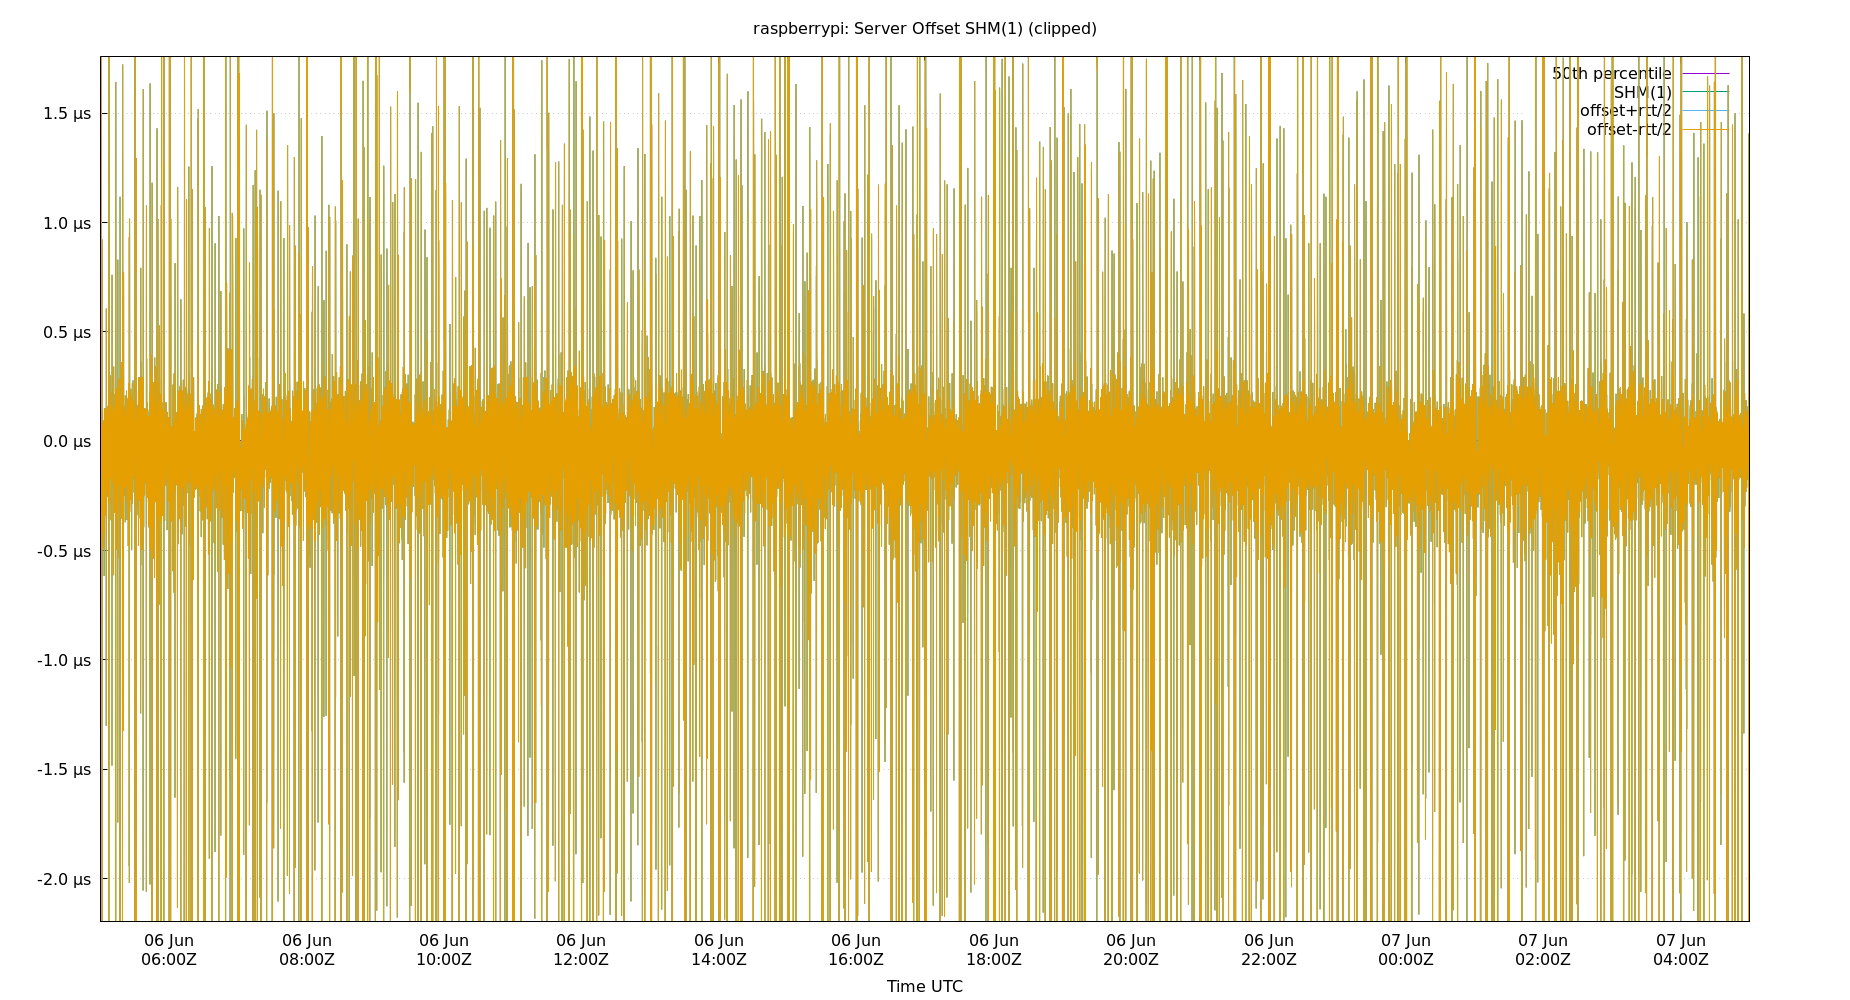 raspberrypi: Server Offset SHM(1) (clipped)
50th percentile
SHM(1)
offset+rtt/2
offset-rtt/2
1.5 µs
1.0 µs
0.5 µs
0.0 µs
-0.5 µs
-1.0 µs
-1.5 µs
-2.0 µs
06 Jun 06 Jun 06 Jun 06 Jun 06 Jun 06 Jun 06 Jun 06 Jun 06 Jun 07 Jun 07 Jun 07 Jun
06:00Z 08:00Z 10:00Z 12:00Z 14:00Z 16:00Z 18:00Z 20:00Z 22:00Z 00:00Z 02:00Z 04:00Z
Time UTC